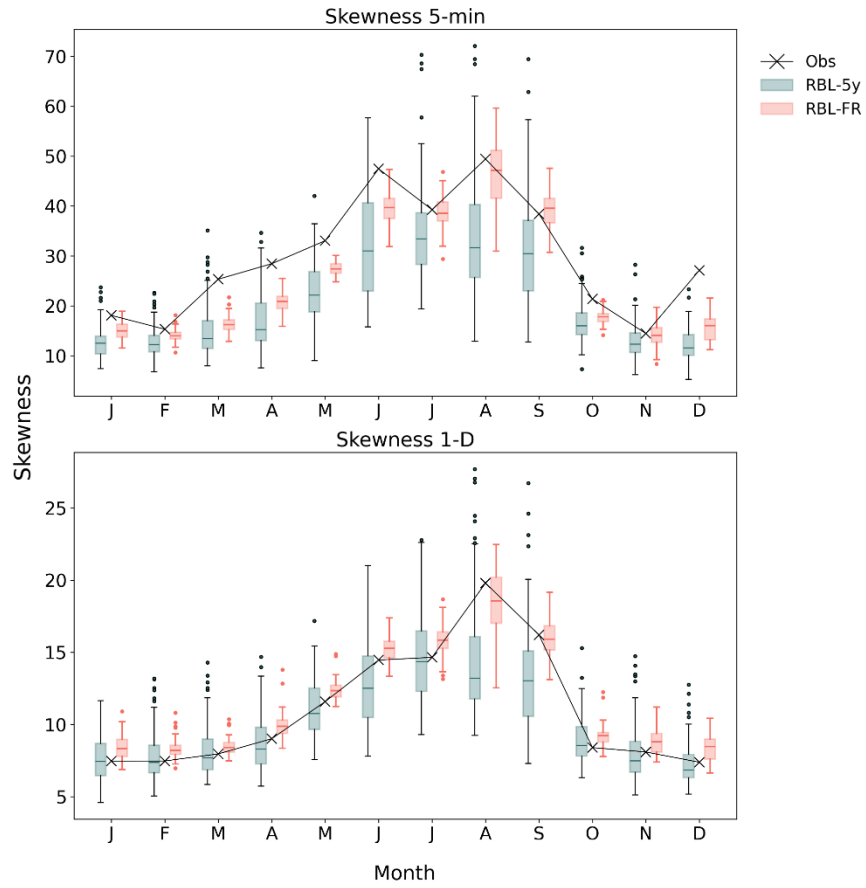 Skewness 5-min
70
60
50
40
30
20
10
J F M A M J J A S O N D
Obs
RBL-5y
RBL-FR
Skewness
Skewness 1-D
25
20
15
10
5
J F M A M J J A S O N D
Month